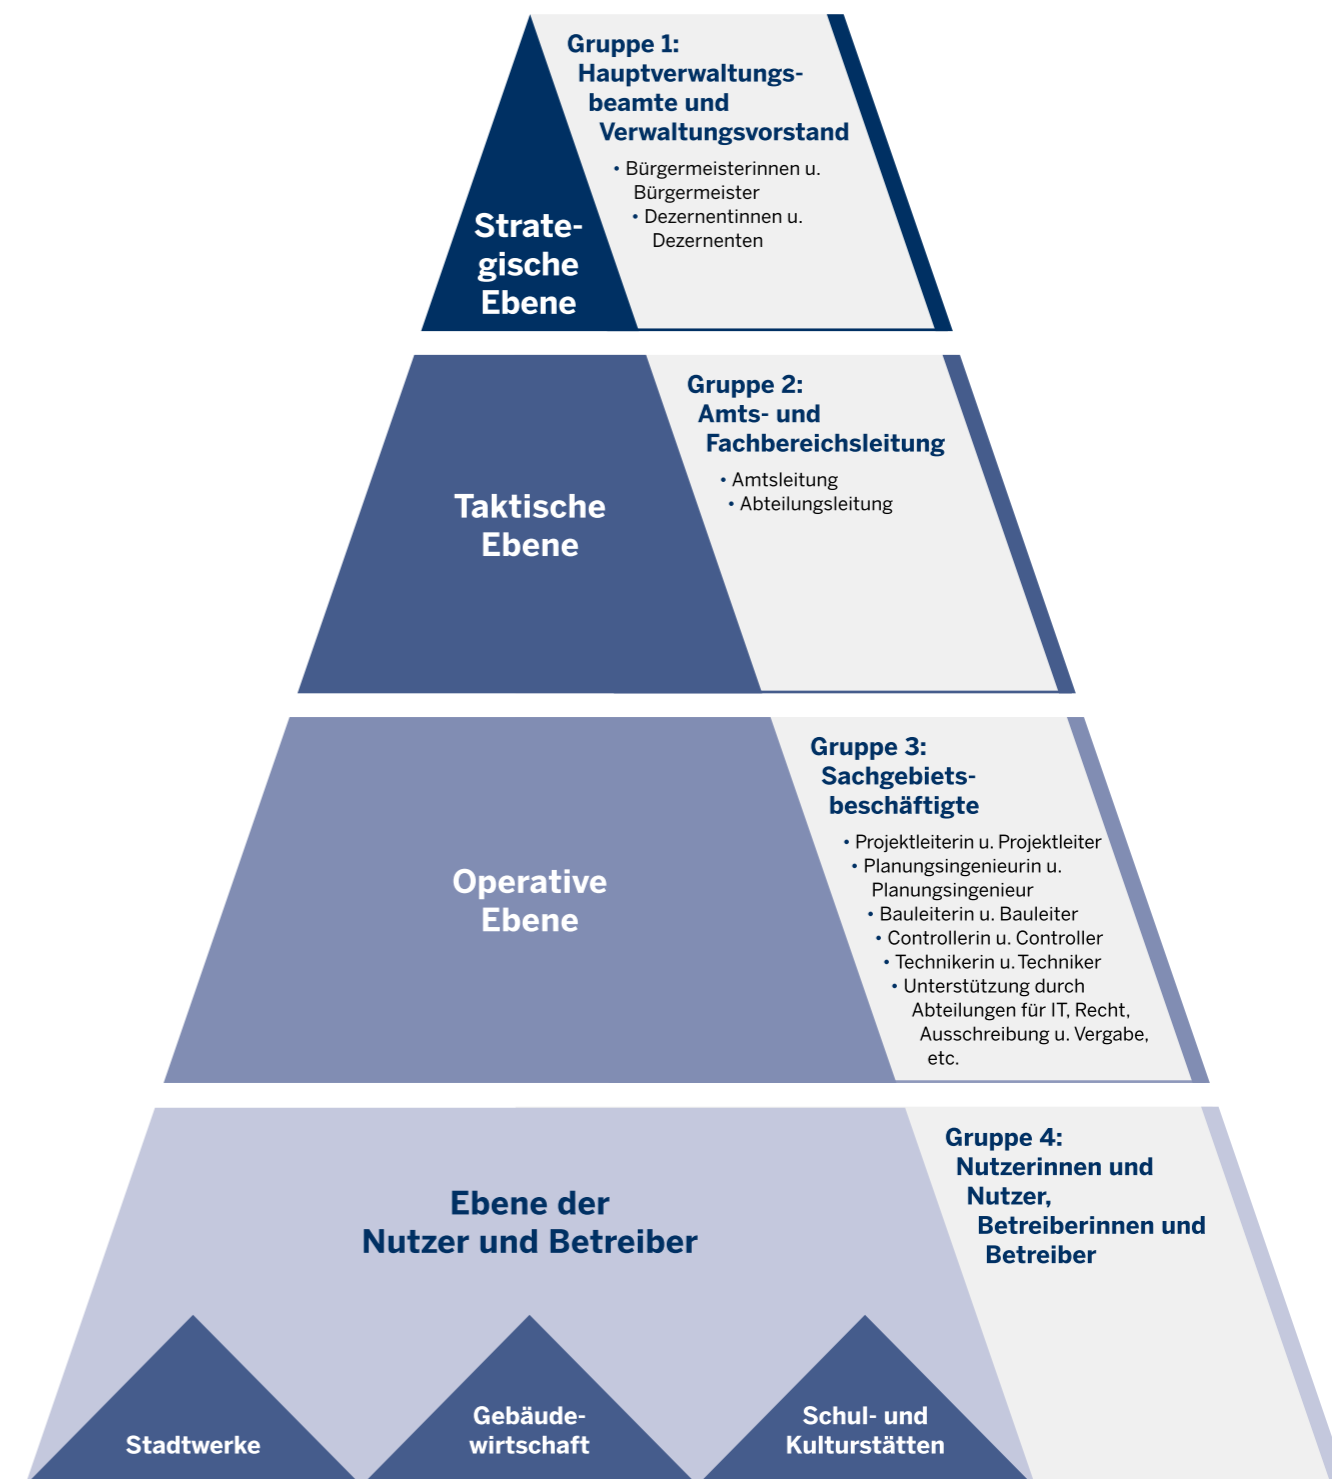 Strate-
gische
Ebene
Gruppe 1:
Hauptverwaltungs-
beamte und
Verwaltungsvorstand
• Bürgermeisterinnen u.
Bürgermeister
• Dezernentinnen u.
Dezernenten
Taktische
Ebene
Gruppe 2:
Amts- und
Fachbereichsleitung
• Amtsleitung
• Abteilungsleitung
Operative
Ebene
Gruppe 3:
Sachgebiets-
beschäftigte
• Projektleiterin u. Projektleiter
• Planungsingenieurin u.
Planungsingenieur
• Bauleiterin u. Bauleiter
• Controllerin u. Controller
• Technikerin u. Techniker
• Unterstützung durch
Abteilungen für IT, Recht,
Ausschreibung u. Vergabe,
etc.
Ebene der
Nutzer und Betreiber
Gruppe 4:
Nutzerinnen und
Nutzer,
Betreiberinnen und
Betreiber
Stadtwerke
Gebäude-
wirtschaft
Schul- und
Kulturstätten